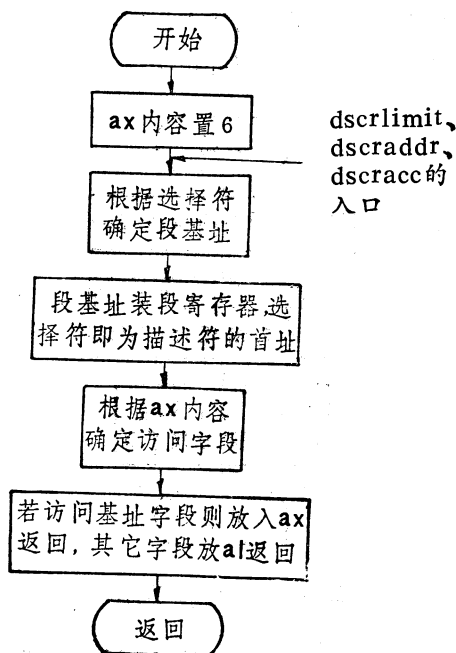 开始
ax内容置6
dscrlimit、
dscraddr、
dscracc的
入口
根据选择符
确定段基址
段基址装段寄存器,选
择符即为描述符的首址
根据ax内容
确定访问字段
若访问基址字段则放入ax
返回，其它字段放al返回
返回